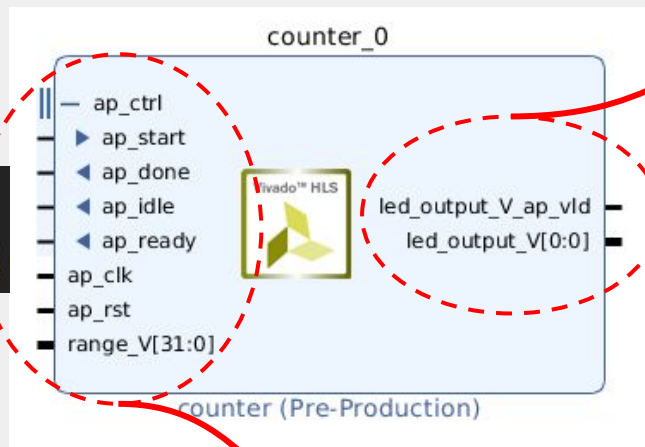 counter_0
ap_ctrl
ap_start
ap_done
ap_idle
ap_ready
ap_clk
ap_rst
range_V[31:0]
Vivado™ HLS
led_output_V_ap_vld
led_output_V[0:0]
counter (Pre-Production)